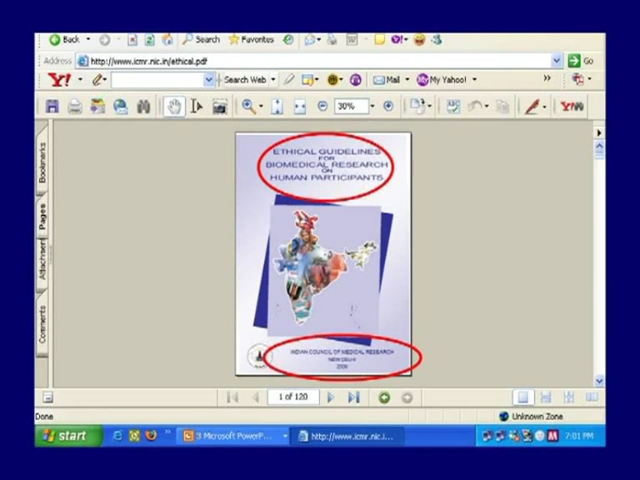 Back Search Favorites
Address http://www.icmr.nic.in/ethical.pdf Go
Y! Search Web Mail My Yahoo! »
30%
Bookmarks
Pages
Attachment
Comments
ETHICAL GUIDELINES
FOR
BIOMEDICAL RESEARCH
ON
HUMAN PARTICIPANTS
INDIAN COUNCIL OF MEDICAL RESEARCH
NEW DELHI
2006
1 of 120
Done Unknown Zone
start 3 Microsoft PowerP... http://www.icmr.nic.i... 7:01 PM